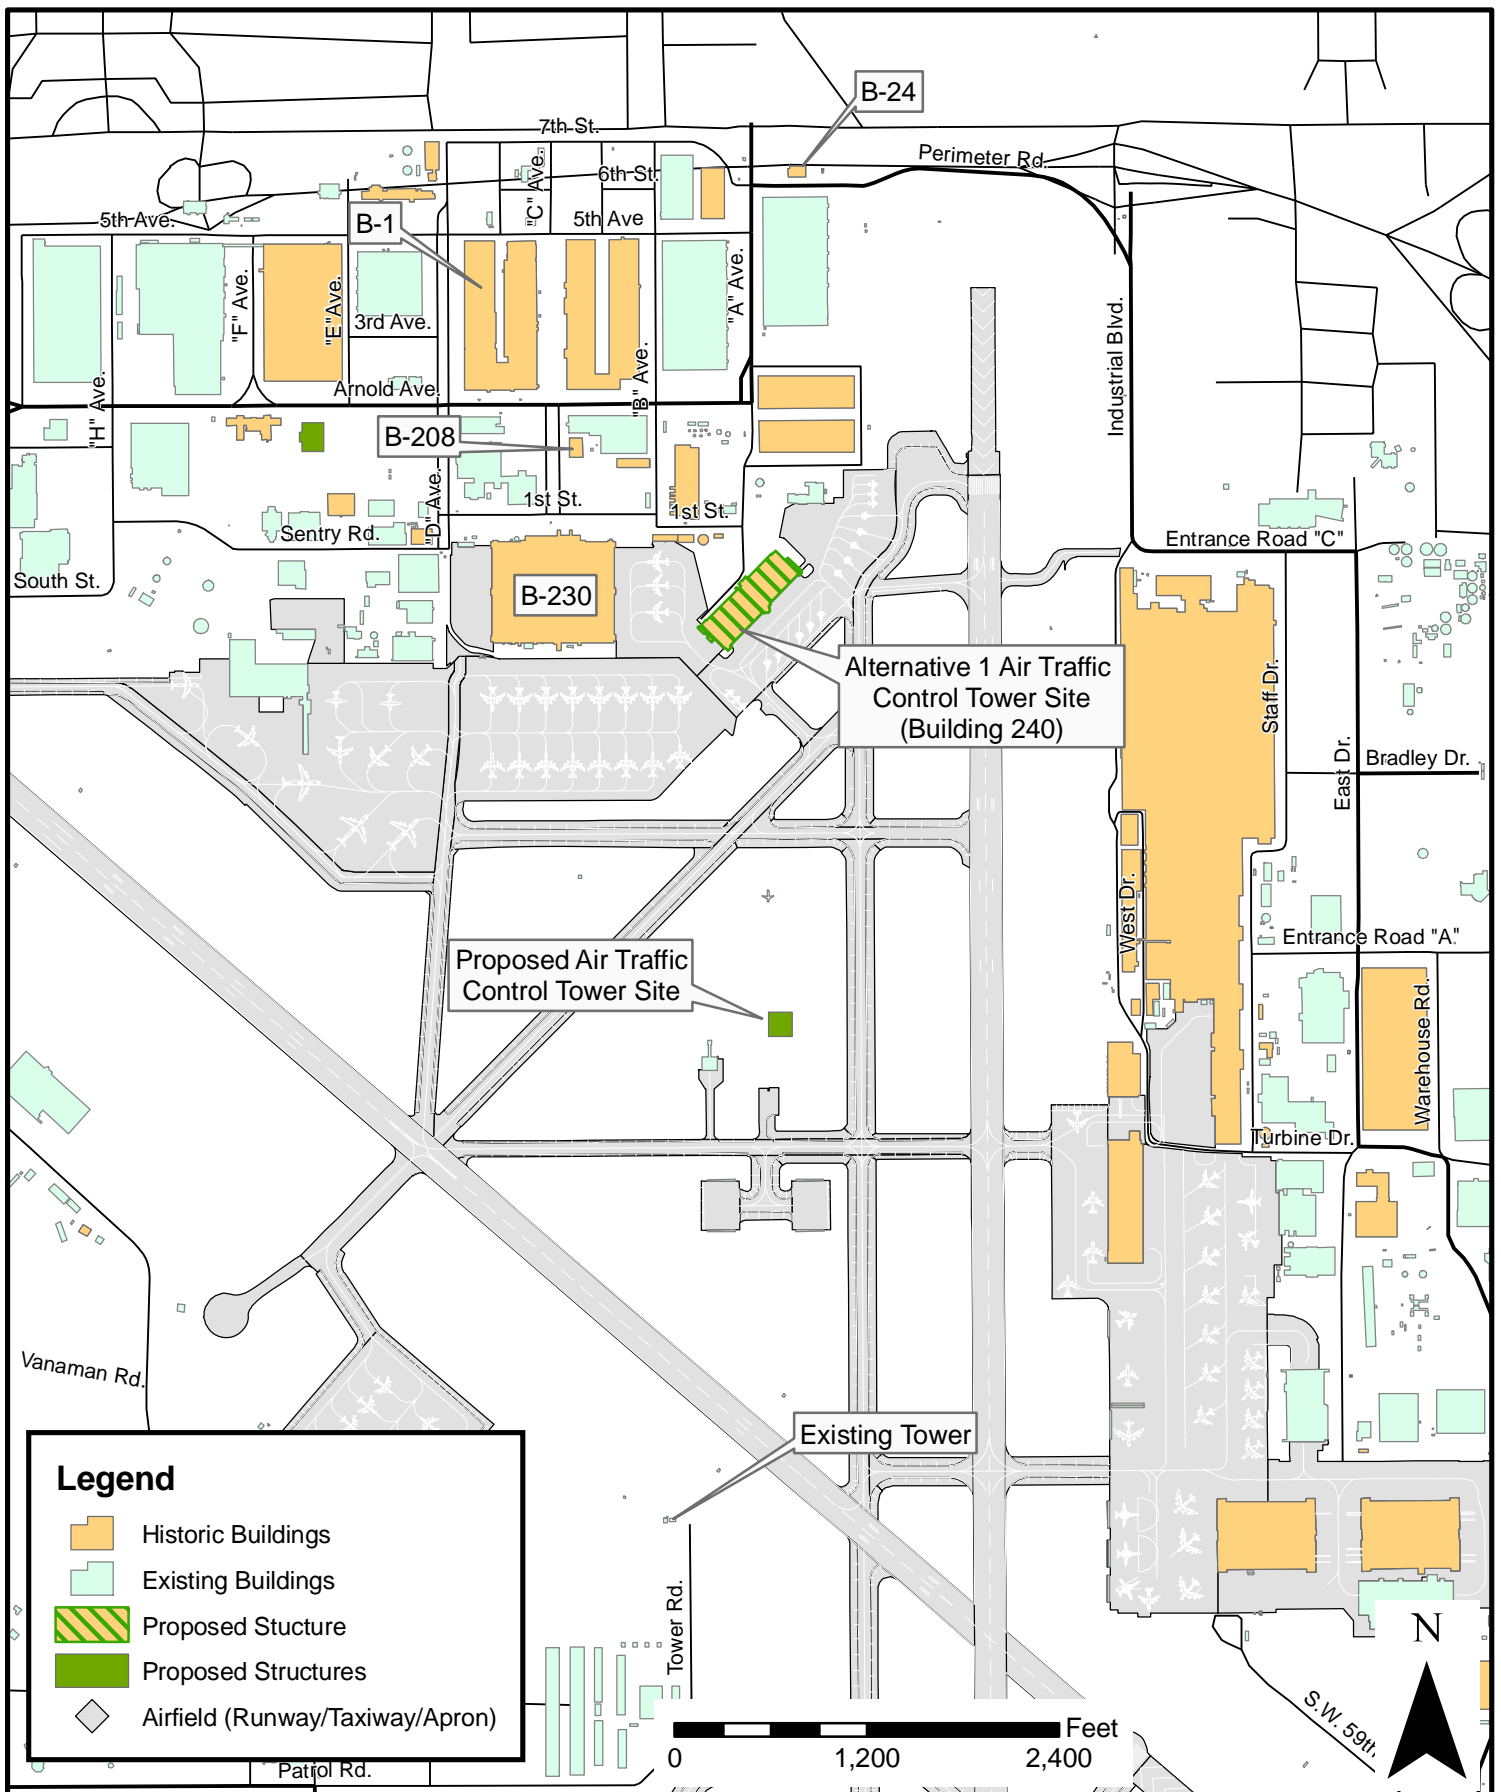 B-24
7th St.
Perimeter Rd.
"C" Ave.
6th St.
5th Ave.
B-1
5th Ave
"F" Ave.
"E"Ave.
"A" Ave.
3rd Ave.
Industrial Blvd.
Arnold Ave.
"B" Ave.
"H" Ave.
B-208
"D" Ave.
1st St.
1st St.
Sentry Rd.
Entrance Road "C"
South St.
B-230
Alternative 1 Air Traffic
Control Tower Site
(Building 240)
Staff Dr.
East Dr.
Bradley Dr.
West Dr.
Entrance Road "A"
Proposed Air Traffic
Control Tower Site
Warehouse Rd.
Turbine Dr.
Vanaman Rd.
Existing Tower
Legend
Historic Buildings
Existing Buildings
Proposed Stucture
Proposed Structures
Airfield (Runway/Taxiway/Apron)
Tower Rd.
N
S.W. 59th
Feet
0 1,200 2,400
Patrol Rd.